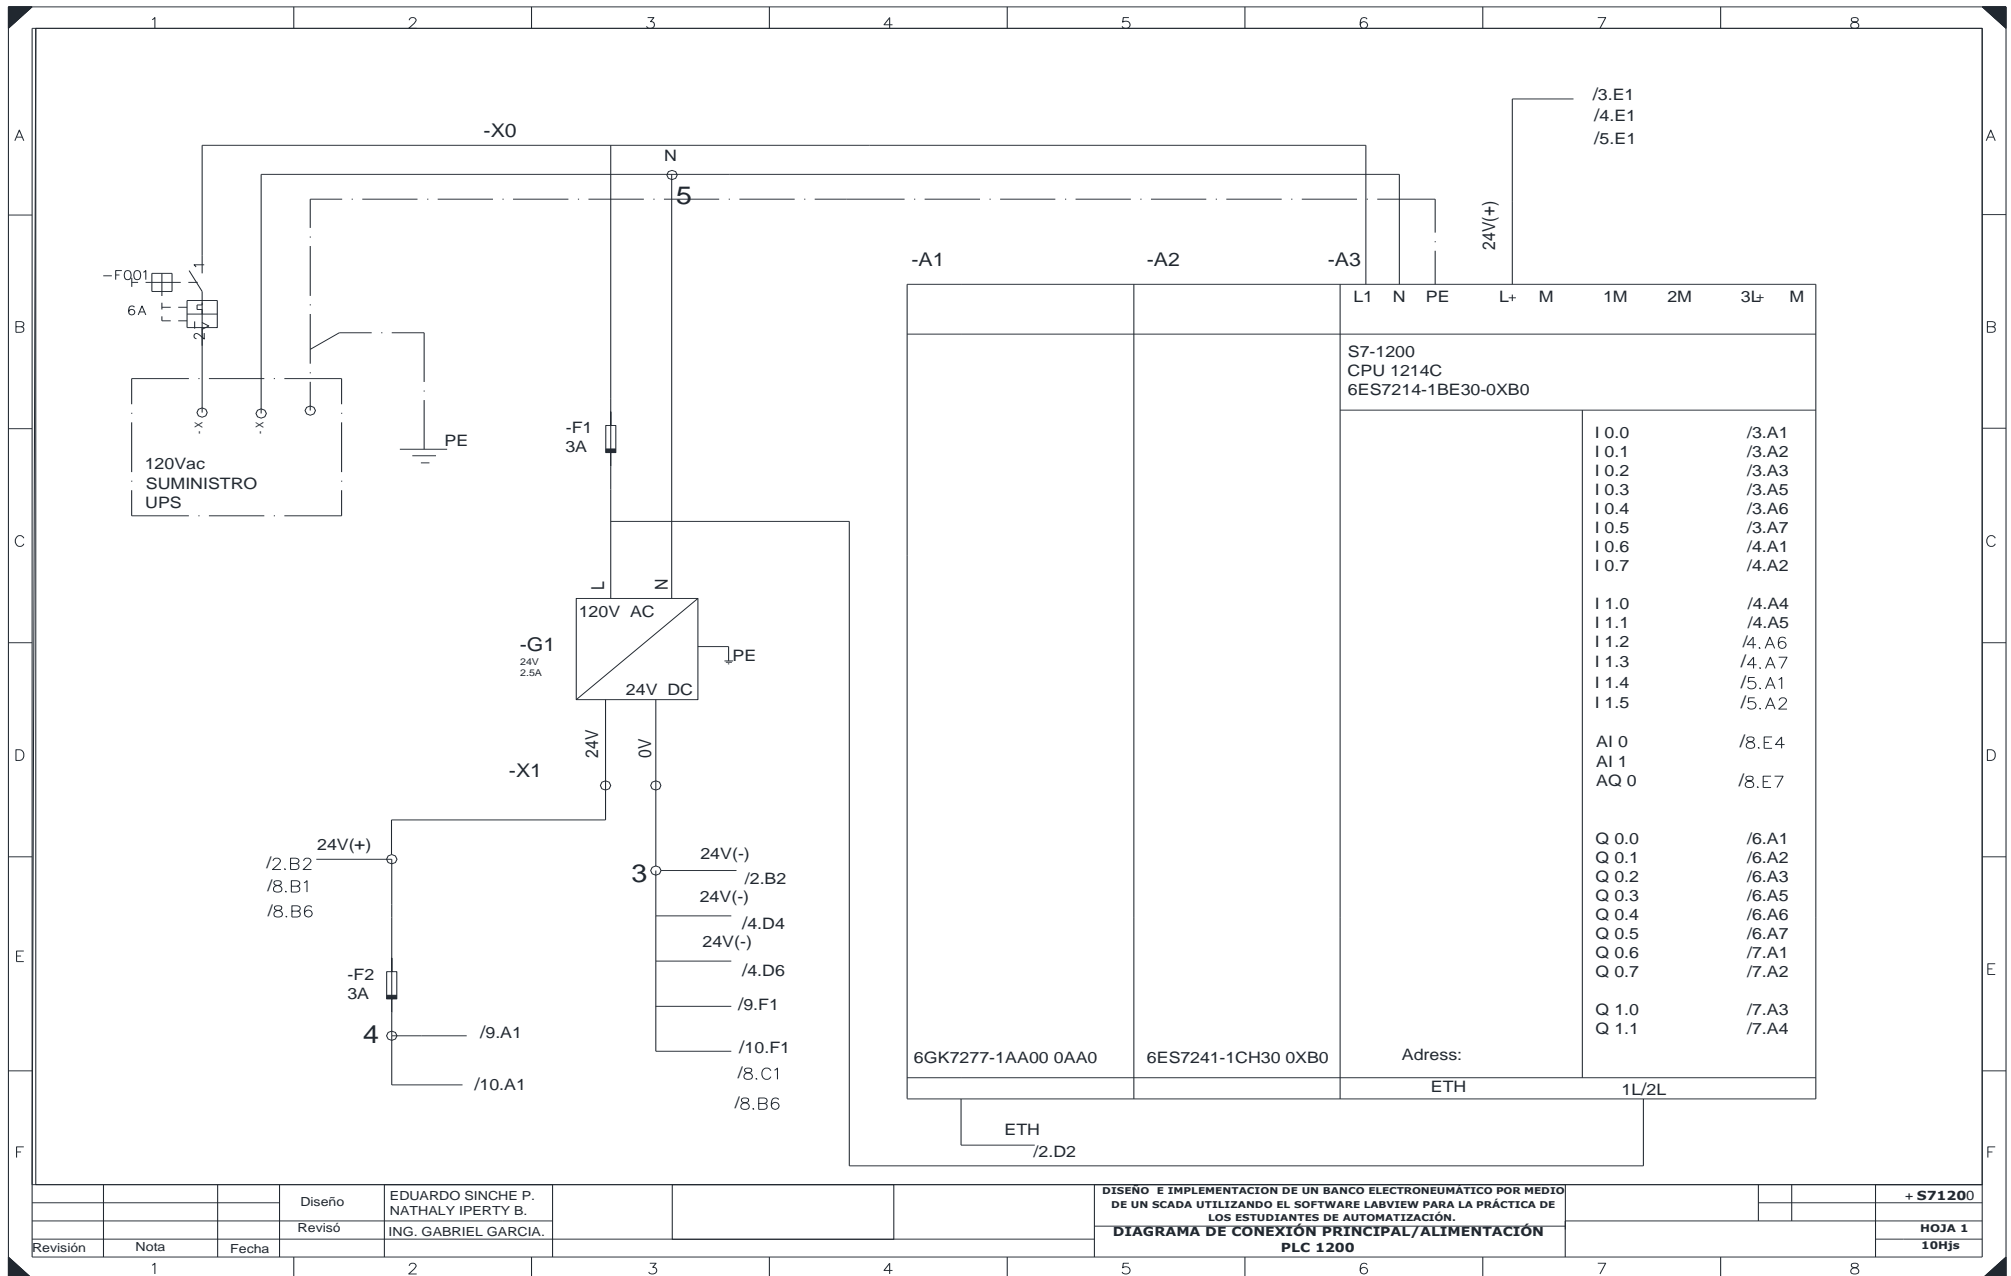 1 2 3 4 5 6 7 8
A
B
C
D
E
F
-X0
N
5
/3.E1
/4.E1
/5.E1
24V(+)
-F001
6A
1
2
-X
-X
120Vac
SUMINISTRO
UPS
PE
-F1
3A
L
N
120V AC
24V DC
-G1
24V
2.5A
PE
24V
0V
-X1
24V(+)
/2.B2
/8.B1
/8.B6
-F2
3A
4
/9.A1
/10.A1
3
24V(-)
/2.B2
24V(-)
/4.D4
24V(-)
/4.D6
/9.F1
/10.F1
/8.C1
/8.B6
-A1
-A2
-A3
L1 N PE L+ M 1M 2M 3L+ M
S7-1200
CPU 1214C
6ES7214-1BE30-0XB0
I 0.0 /3.A1
I 0.1 /3.A2
I 0.2 /3.A3
I 0.3 /3.A5
I 0.4 /3.A6
I 0.5 /3.A7
I 0.6 /4.A1
I 0.7 /4.A2
I 1.0 /4.A4
I 1.1 /4.A5
I 1.2 /4.A6
I 1.3 /4.A7
I 1.4 /5.A1
I 1.5 /5.A2
AI 0 /8.E4
AI 1
AQ 0 /8.E7
Q 0.0 /6.A1
Q 0.1 /6.A2
Q 0.2 /6.A3
Q 0.3 /6.A5
Q 0.4 /6.A6
Q 0.5 /6.A7
Q 0.6 /7.A1
Q 0.7 /7.A2
Q 1.0 /7.A3
Q 1.1 /7.A4
6GK7277-1AA00 0AA0
6ES7241-1CH30 0XB0
Adress:
ETH
1L/2L
ETH
/2.D2
A
B
C
D
E
F
Revisión
Nota
Fecha
Diseño
EDUARDO SINCHE P.
NATHALY IPERTY B.
Revisó
ING. GABRIEL GARCIA.
DISEÑO E IMPLEMENTACION DE UN BANCO ELECTRONEUMÁTICO POR MEDIO
DE UN SCADA UTILIZANDO EL SOFTWARE LABVIEW PARA LA PRÁCTICA DE
LOS ESTUDIANTES DE AUTOMATIZACIÓN.
DIAGRAMA DE CONEXIÓN PRINCIPAL/ALIMENTACIÓN
PLC 1200
+ S71200
HOJA 1
10Hjs
1 2 3 4 5 6 7 8